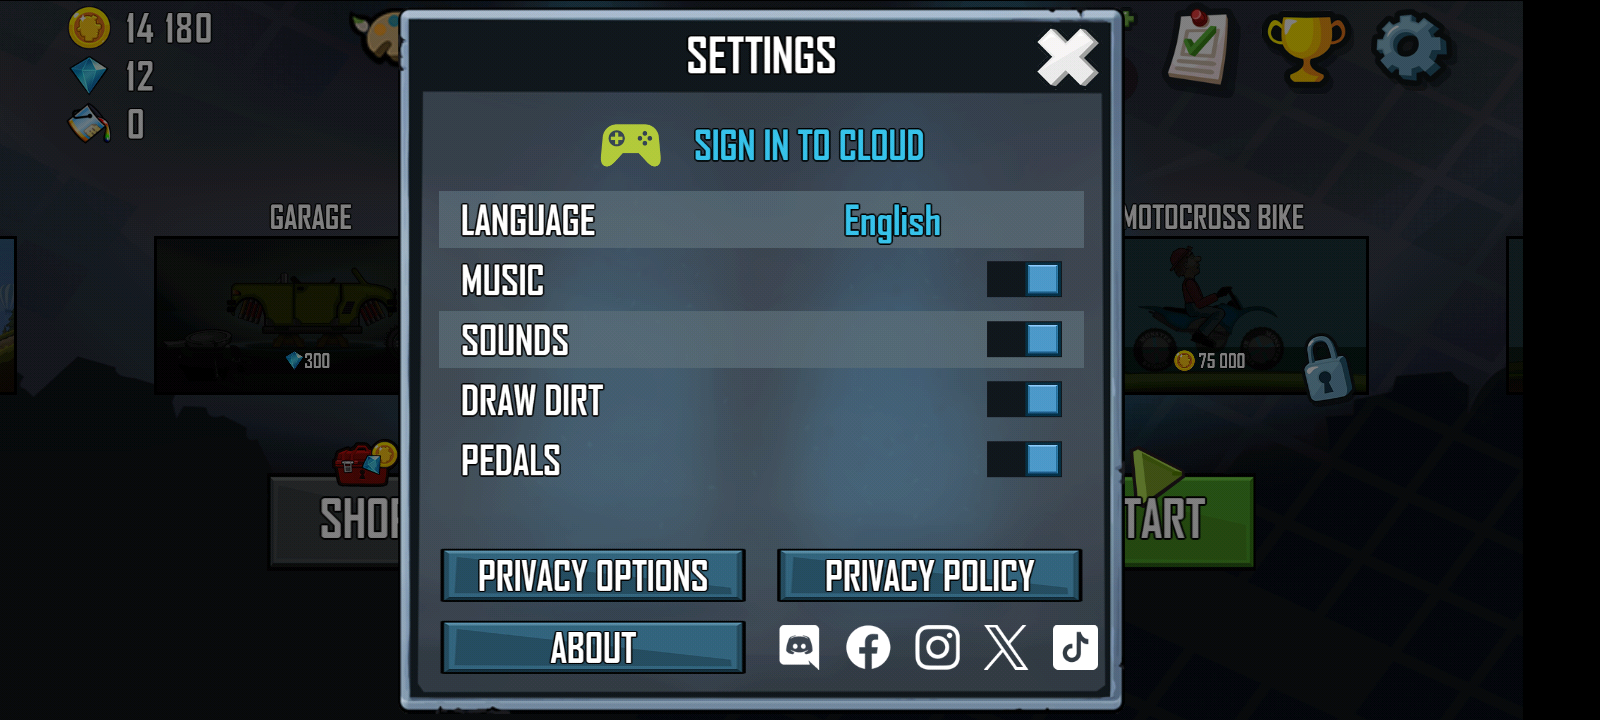 14 180
12
0
SETTINGS
SIGN IN TO CLOUD
LANGUAGE English
MUSIC
SOUNDS
DRAW DIRT
PEDALS
PRIVACY OPTIONS
PRIVACY POLICY
ABOUT
GARAGE
300
MOTOCROSS BIKE
75 000
SHOP
TART